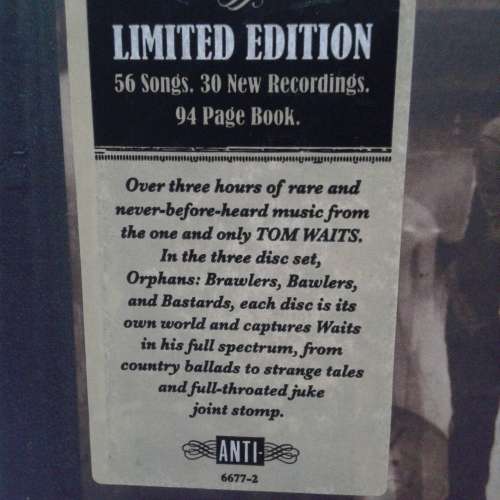 LIMITED EDITION
56 Songs. 30 New Recordings.
94 Page Book.
Over three hours of rare and
never-before-heard music from
the one and only TOM WAITS.
In the three disc set,
Orphans: Brawlers, Bawlers,
and Bastards, each disc is its
own world and captures Waits
in his full spectrum, from
country ballads to strange tales
and full-throated juke
joint stomp.
ANTI-
6677-2